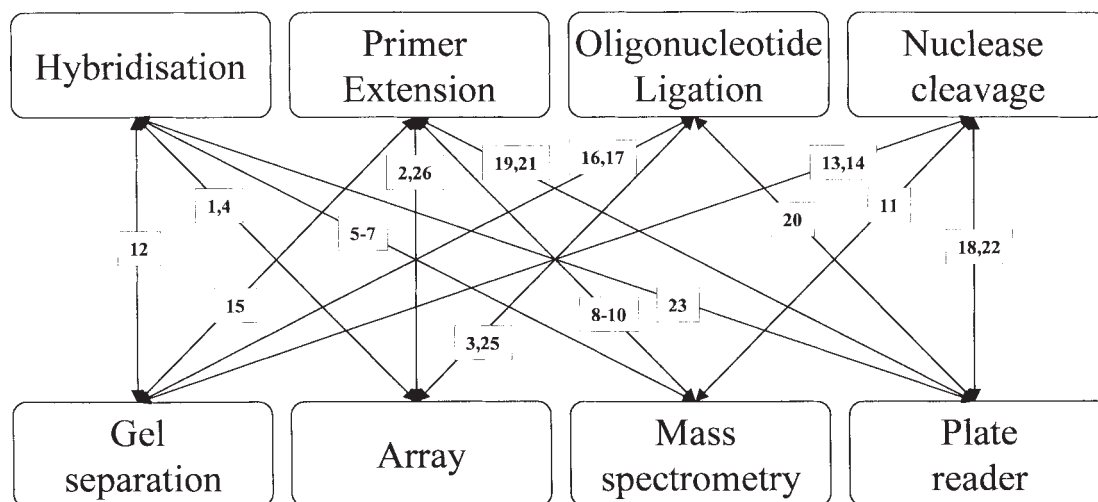 Hybridisation
Primer
Extension
Oligonucleotide
Ligation
Nuclease
cleavage
2,26
19,21
16,17
13,14
1,4
5-7
20
11
12
18,22
15
3,25
8-10
23
Gel
separation
Array
Mass
spectrometry
Plate
reader